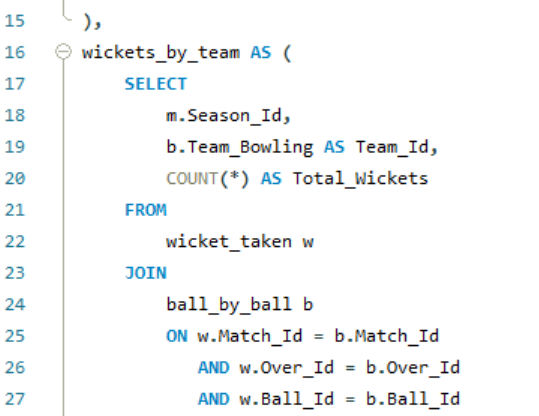 15 ),
16 wickets_by_team AS (
17 SELECT
18 m.Season_Id,
19 b.Team_Bowling AS Team_Id,
20 COUNT(*) AS Total_Wickets
21 FROM
22 wicket_taken w
23 JOIN
24 ball_by_ball b
25 ON w.Match_Id = b.Match_Id
26 AND w.Over_Id = b.Over_Id
27 AND w.Ball_Id = b.Ball_Id